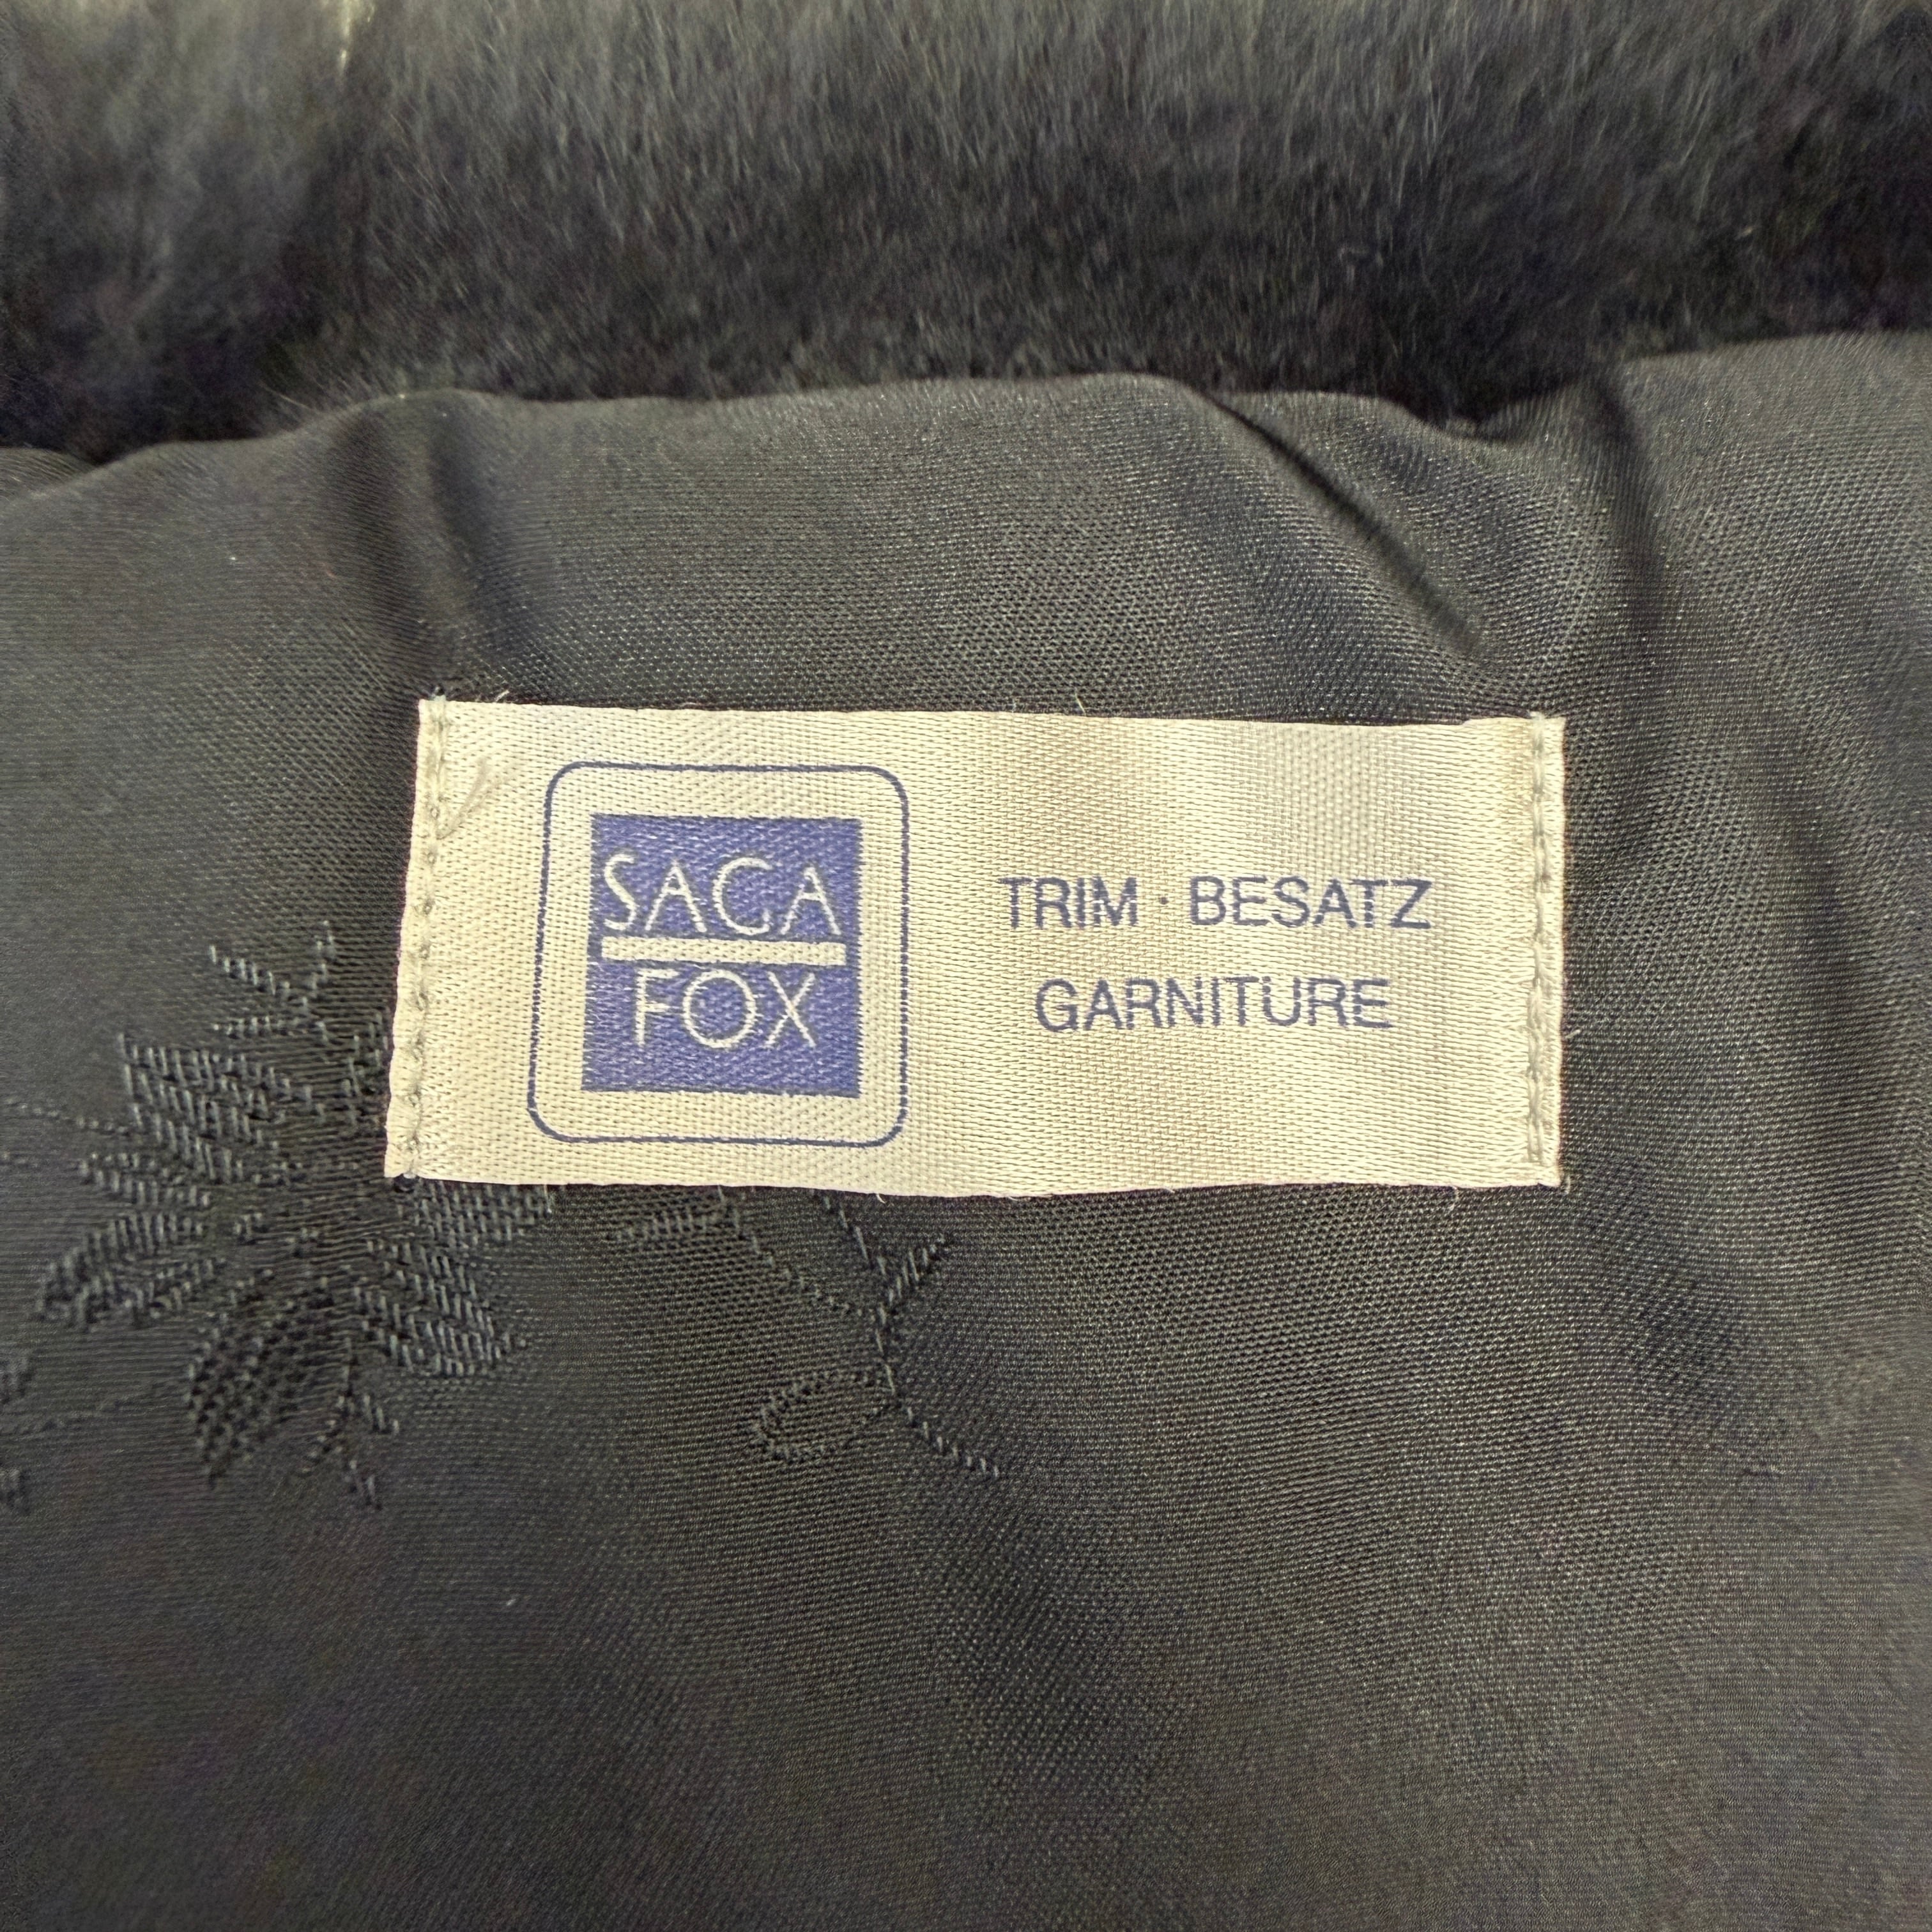 SAGA
FOX
TRIM · BESATZ
GARNITURE